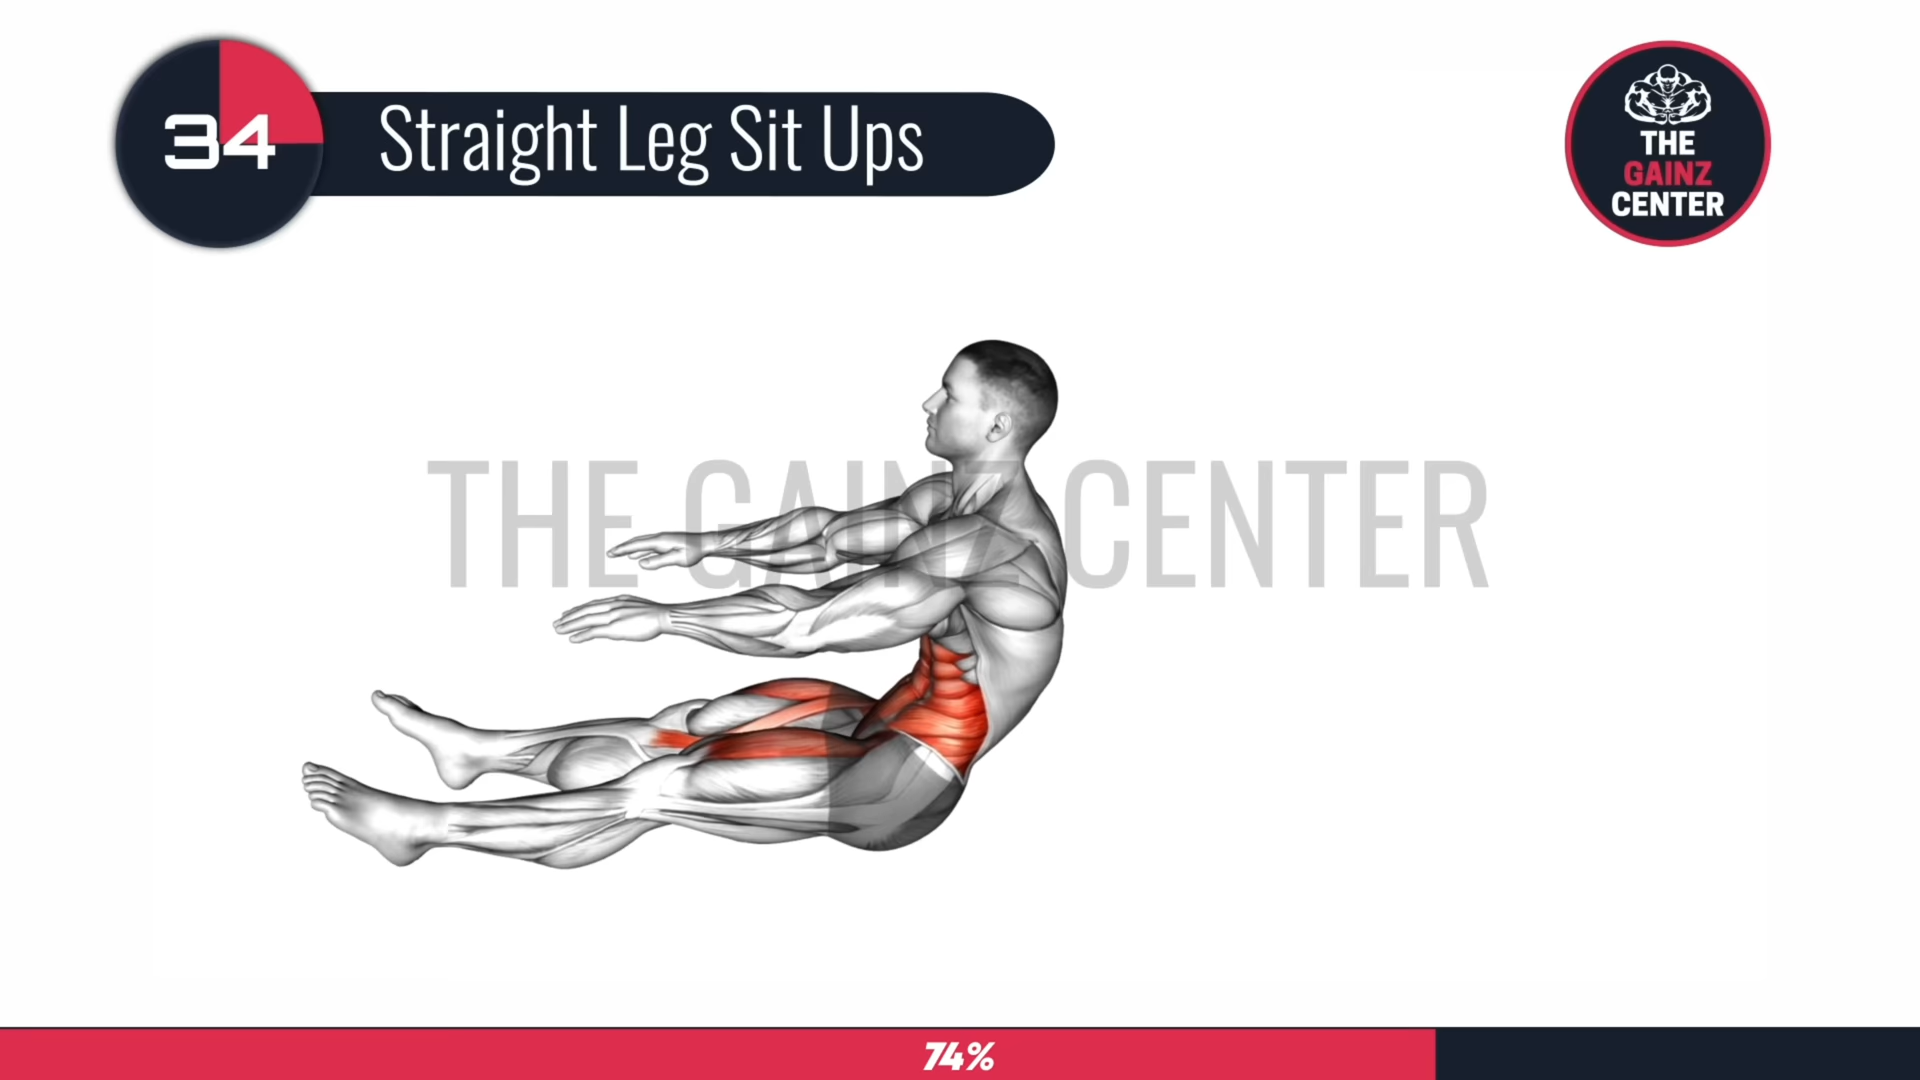 34
Straight Leg Sit Ups
THE
GAINZ
CENTER
THE GAINZ CENTER
74%